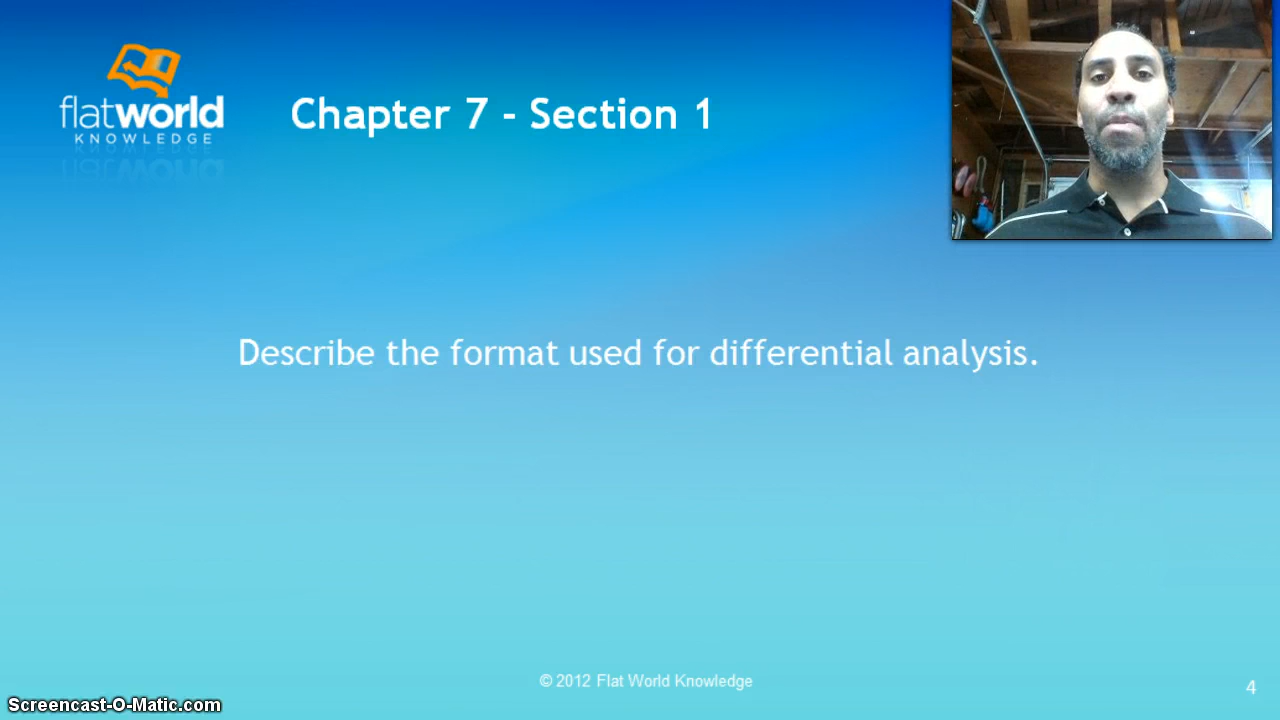 flatworld
KNOWLEDGE
Chapter 7 - Section 1
Describe the format used for differential analysis.
© 2012 Flat World Knowledge
4
Screencast-O-Matic.com